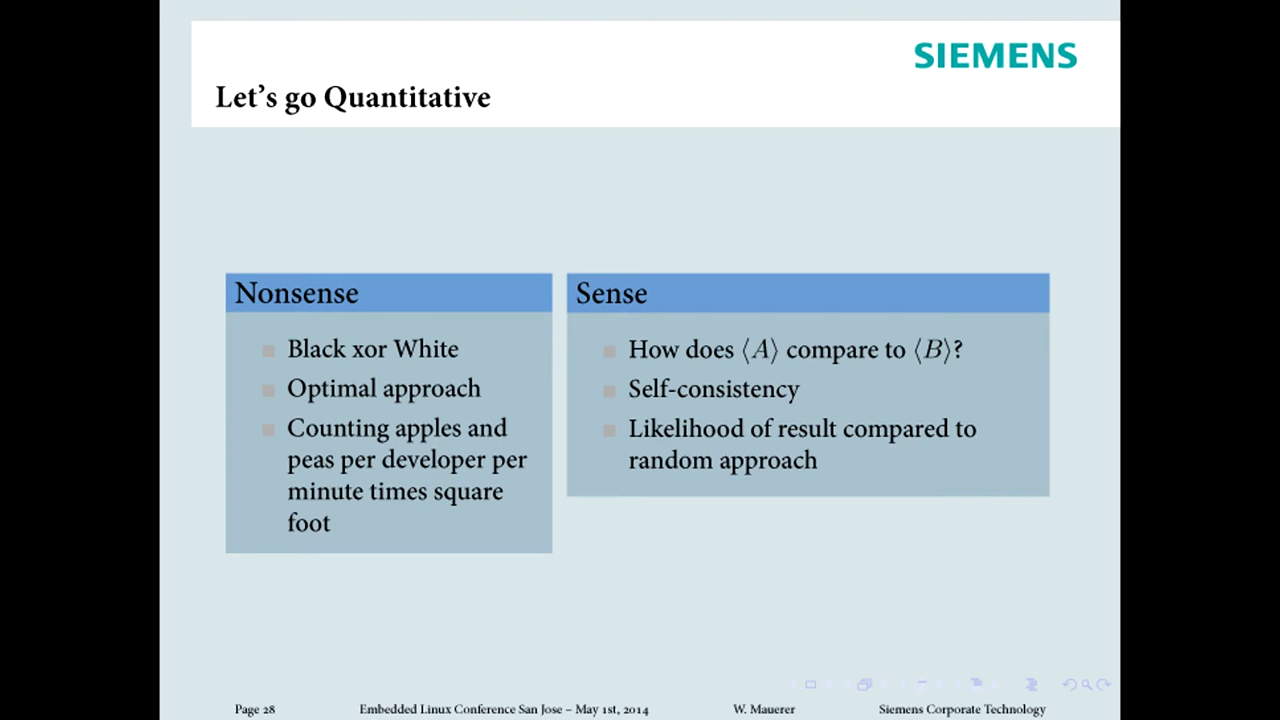 SIEMENS
Let's go Quantitative
Nonsense
Black xor White
Optimal approach
Counting apples and
peas per developer per
minute times square
foot
Sense
How does ⟨A⟩ compare to ⟨B⟩?
Self-consistency
Likelihood of result compared to
random approach
Page 28 Embedded Linux Conference San Jose – May 1st, 2014 W. Mauerer Siemens Corporate Technology